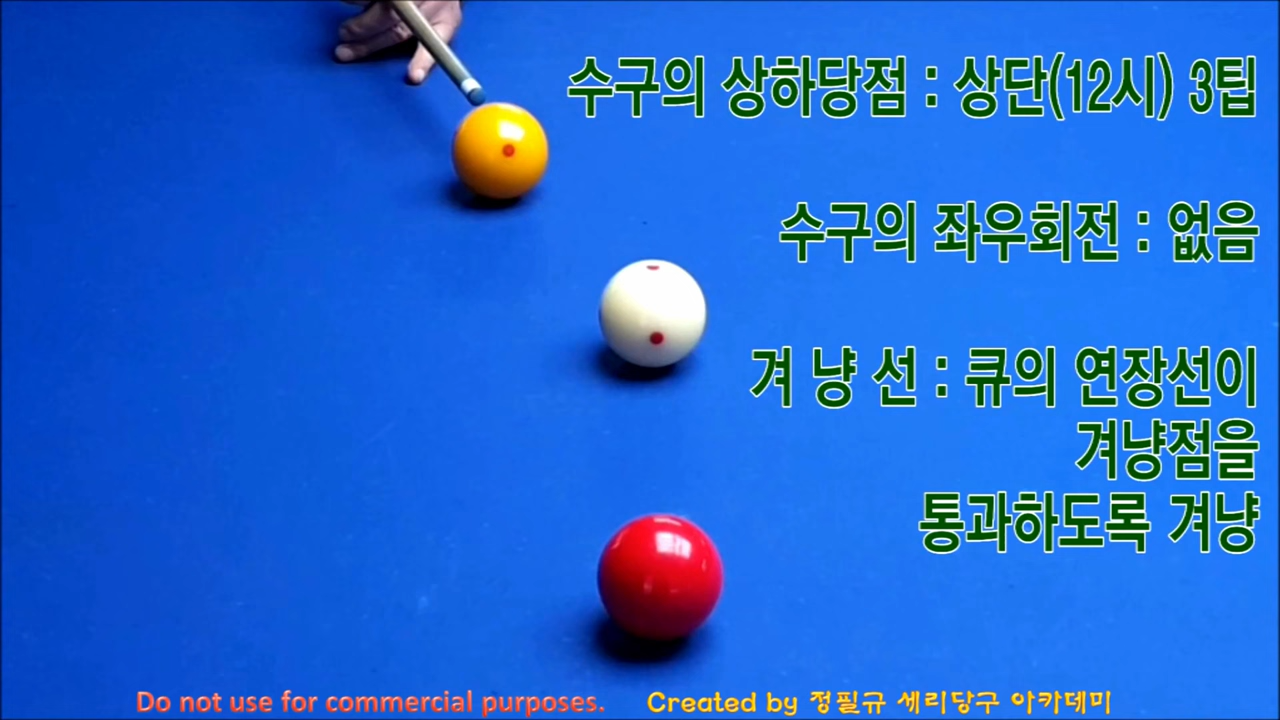 수구의 상하당점 : 상단(12시) 3팁
수구의 좌우회전 : 없음
겨 냥 선 : 큐의 연장선이
겨냥점을
통과하도록 겨냥
Do not use for commercial purposes. Created by 정필규 세리당구 아카데미